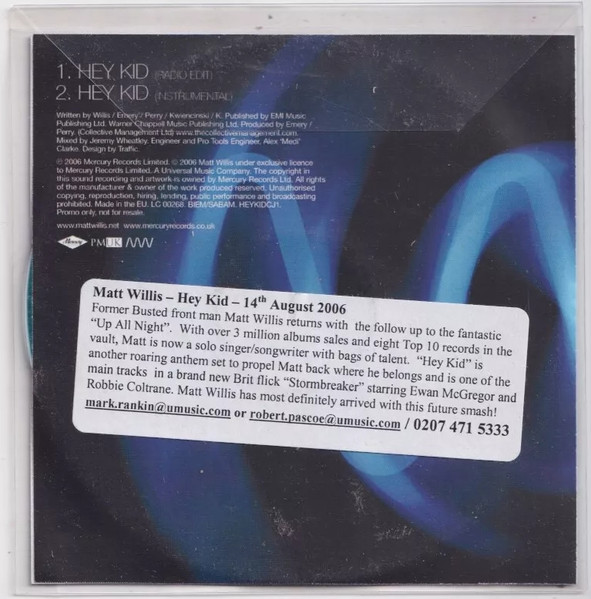 1. HEY KID (RADIO EDIT)
2. HEY KID (INSTRUMENTAL)
Written by Willis / Emery / Perry / Kwiencinski / K. Published by EMI Music
Publishing Ltd. Warner Chappell Music Publishing Ltd. Produced by Emery /
Perry. (Collective Management Ltd) www.thecollectivemanagement.com.
Mixed by Jeremy Wheatley. Engineer and Pro Tools Engineer, Alex "Medi"
Clarke. Design by Traffic.
℗ 2006 Mercury Records Limited. © 2006 Matt Willis under exclusive licence
to Mercury Records Limited. A Universal Music Company. The copyright in
this sound recording and artwork is owned by Mercury Records Ltd. All rights
of the manufacturer & owner of the work produced reserved. Unauthorised
copying, reproduction, hiring, lending, public performance and broadcasting
prohibited. Made in the EU. LC 00268. BIEM/SABAM. HEYKIDCJ1.
Promo only, not for resale.
www.mattwillis.net www.mercuryrecords.co.uk
Mercury PMUK
Matt Willis – Hey Kid – 14th August 2006
Former Busted front man Matt Willis returns with the follow up to the fantastic
"Up All Night". With over 3 million albums sales and eight Top 10 records in the
vault, Matt is now a solo singer/songwriter with bags of talent. "Hey Kid" is
another roaring anthem set to propel Matt back where he belongs and is one of the
main tracks in a brand new Brit flick "Stormbreaker" starring Ewan McGregor and
Robbie Coltrane. Matt Willis has most definitely arrived with this future smash!
mark.rankin@umusic.com or robert.pascoe@umusic.com / 0207 471 5333